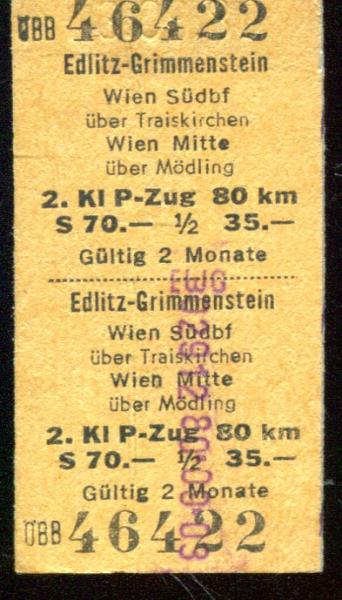 ÖBB 46422
Edlitz-Grimmenstein
Wien Südbf
über Traiskirchen
Wien Mitte
über Mödling
2. Kl P-Zug 80 km
S 70.— ½ 35.—
Gültig 2 Monate
Edlitz-Grimmenstein
Wien Südbf
über Traiskirchen
Wien Mitte
über Mödling
2. Kl P-Zug 80 km
S 70.— ½ 35.—
Gültig 2 Monate
ÖBB 46422
EWG